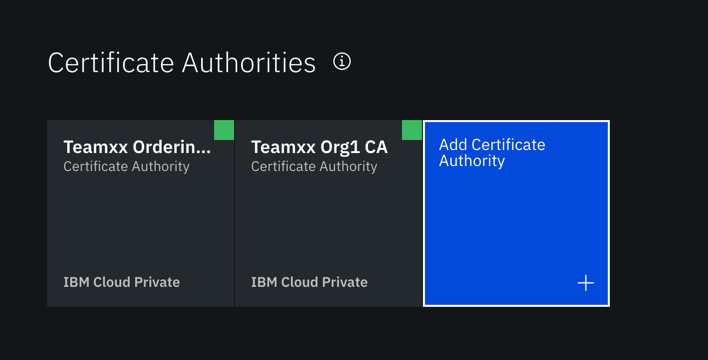 Certificate Authorities
Teamxx Orderin...
Certificate Authority
IBM Cloud Private
Teamxx Org1 CA
Certificate Authority
IBM Cloud Private
Add Certificate
Authority